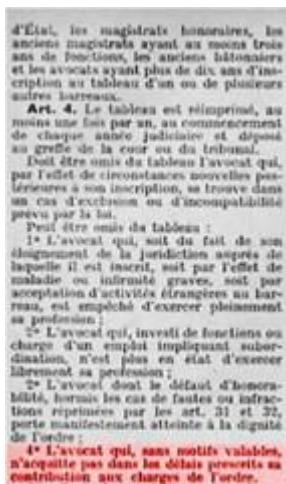 d'État, les magistrats honoraires, les
anciens magistrats ayant au moins trois
ans de fonctions, les anciens bâtonniers
et les avocats ayant plus de dix ans d'ins-
cription au tableau d'un ou de plusieurs
autres barreaux.
Art. 4. Le tableau est réimprimé, au
moins une fois par an, au commencement
de chaque année judiciaire et déposé
au greffe de la cour ou du tribunal.
Doit être omis du tableau l'avocat qui,
par l'effet de circonstances nouvelles pos-
térieures à son inscription, se trouve dans
un cas d'exclusion ou d'incompatibilité
prévu par la loi.
Peut être omis du tableau :
1° L'avocat qui, soit du fait de son
éloignement de la juridiction auprès de
laquelle il est inscrit, soit par l'effet de
maladie ou infirmité graves, soit par
acceptation d'activités étrangères au bar-
reau, est empêché d'exercer pleinement
sa profession ;
2° L'avocat qui, investi de fonctions ou
charge d'un emploi impliquant subor-
dination, n'est plus en état d'exercer
librement sa profession ;
3° L'avocat dont le défaut d'honora-
bilité, hormis les cas de fautes ou infrac-
tions réprimées par les art. 31 et 32,
porte manifestement atteinte à la dignité
de l'ordre ;
4° L'avocat qui, sans motifs valables,
n'acquitte pas dans les délais prescrits sa
contribution aux charges de l'ordre.